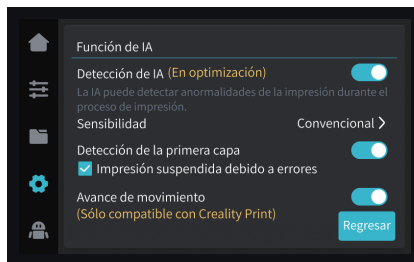 Función de IA
Detección de IA (En optimización)
La IA puede detectar anormalidades de la impresión durante el
proceso de impresión.
Sensibilidad Convencional >
Detección de la primera capa
Impresión suspendida debido a errores
Avance de movimiento
(Sólo compatible con Creality Print)
Regresar